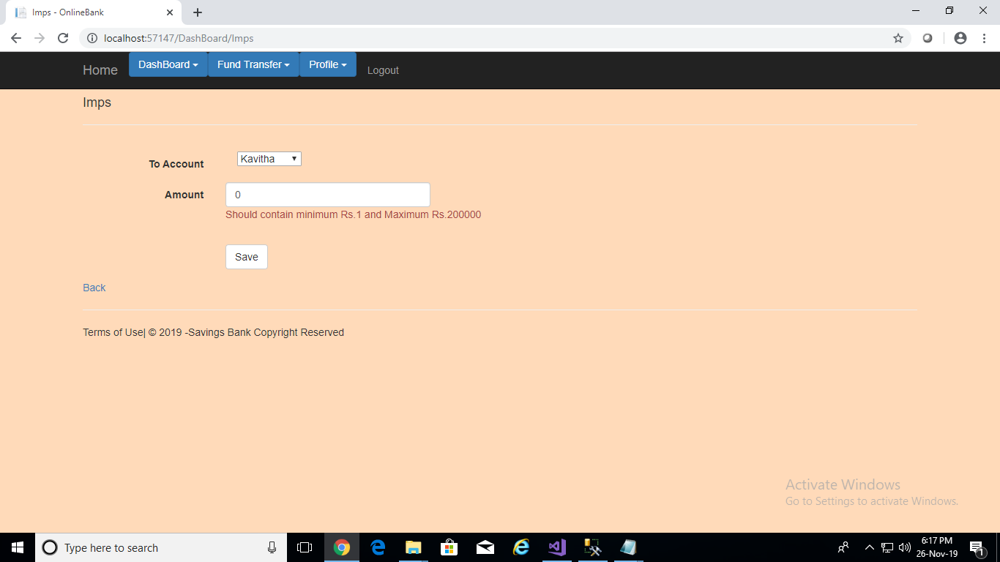 Imps - OnlineBank
localhost:57147/DashBoard/Imps
Home DashBoard Fund Transfer Profile Logout
Imps
To Account Kavitha
Amount 0
Should contain minimum Rs.1 and Maximum Rs.200000
Save
Back
Terms of Use| © 2019 -Savings Bank Copyright Reserved
Activate Windows
Go to Settings to activate Windows.
Type here to search
6:17 PM
26-Nov-19
1